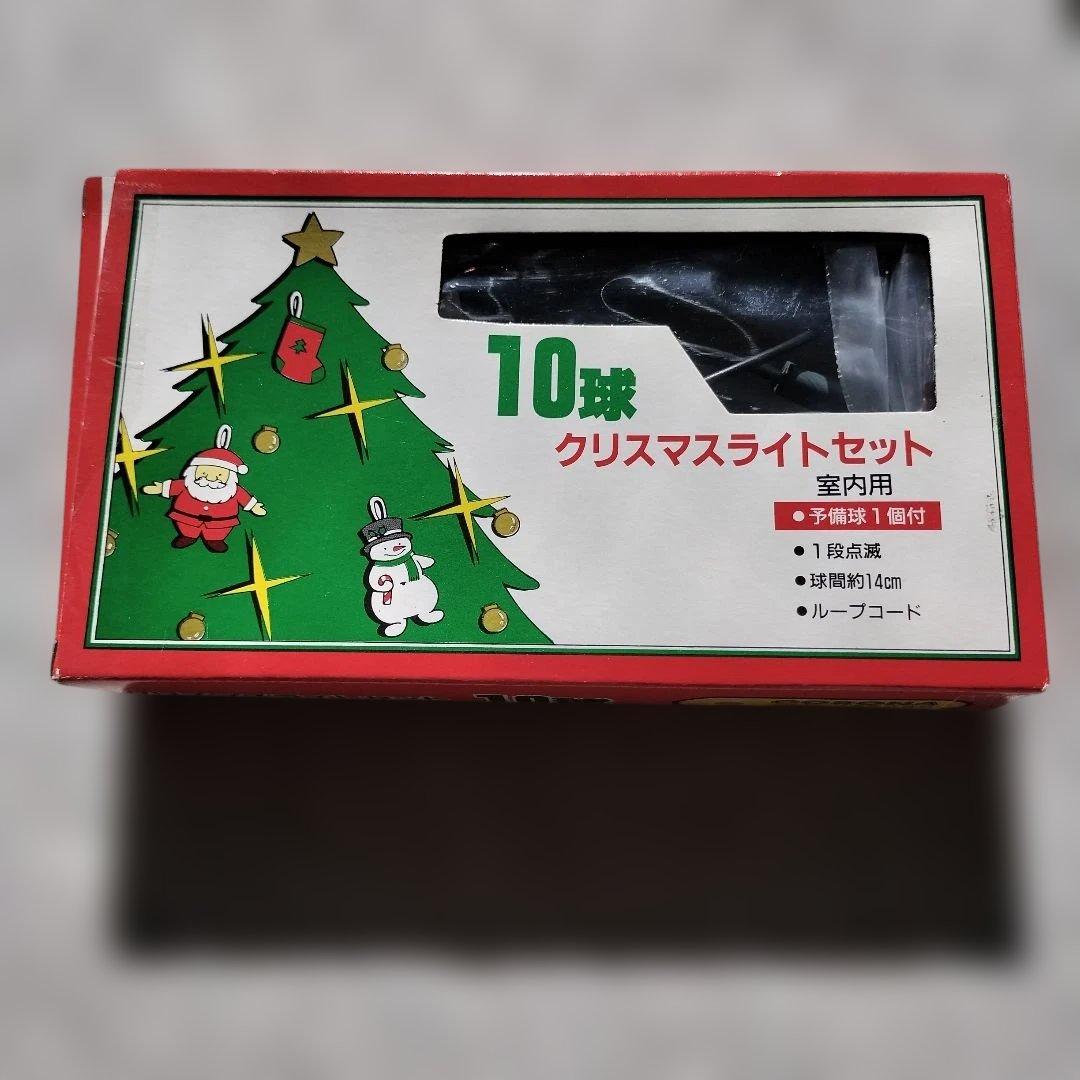 10球
クリスマスライトセット
室内用
●予備球1個付
●1段点滅
●球間約14㎝
●ループコード